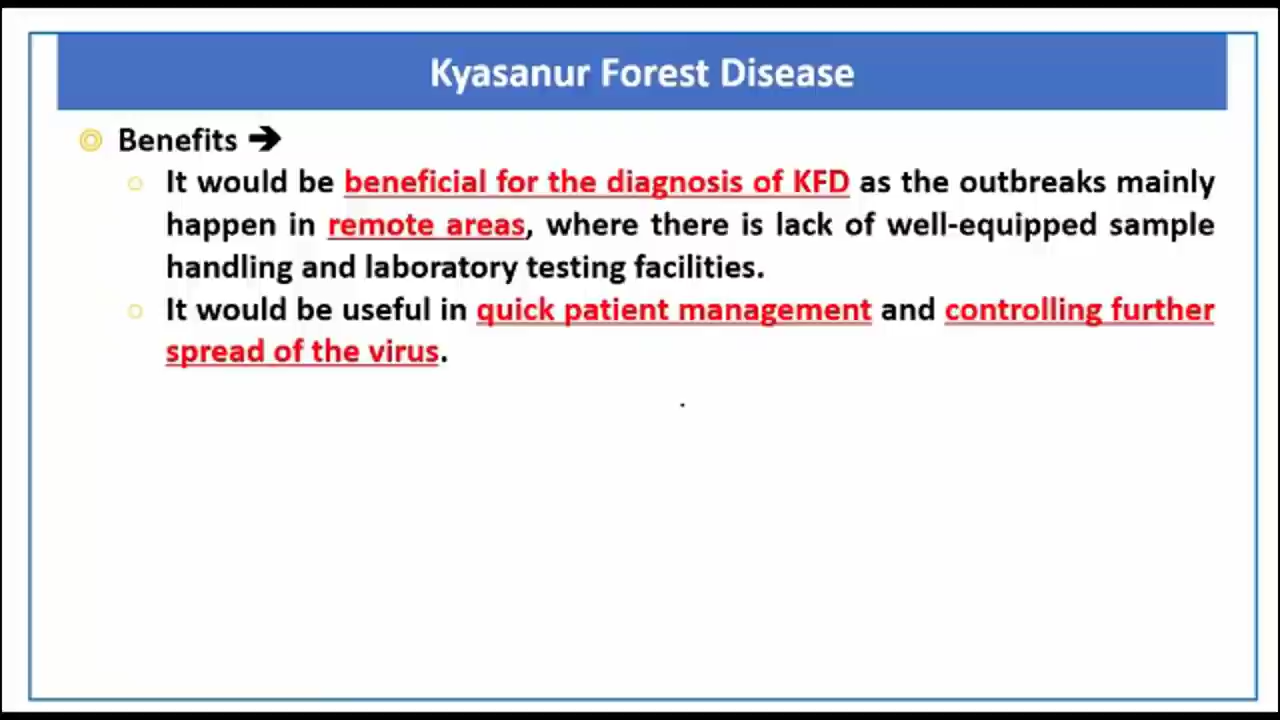 Kyasanur Forest Disease
Benefits ➔
It would be beneficial for the diagnosis of KFD as the outbreaks mainly
happen in remote areas, where there is lack of well-equipped sample
handling and laboratory testing facilities.
It would be useful in quick patient management and controlling further
spread of the virus.